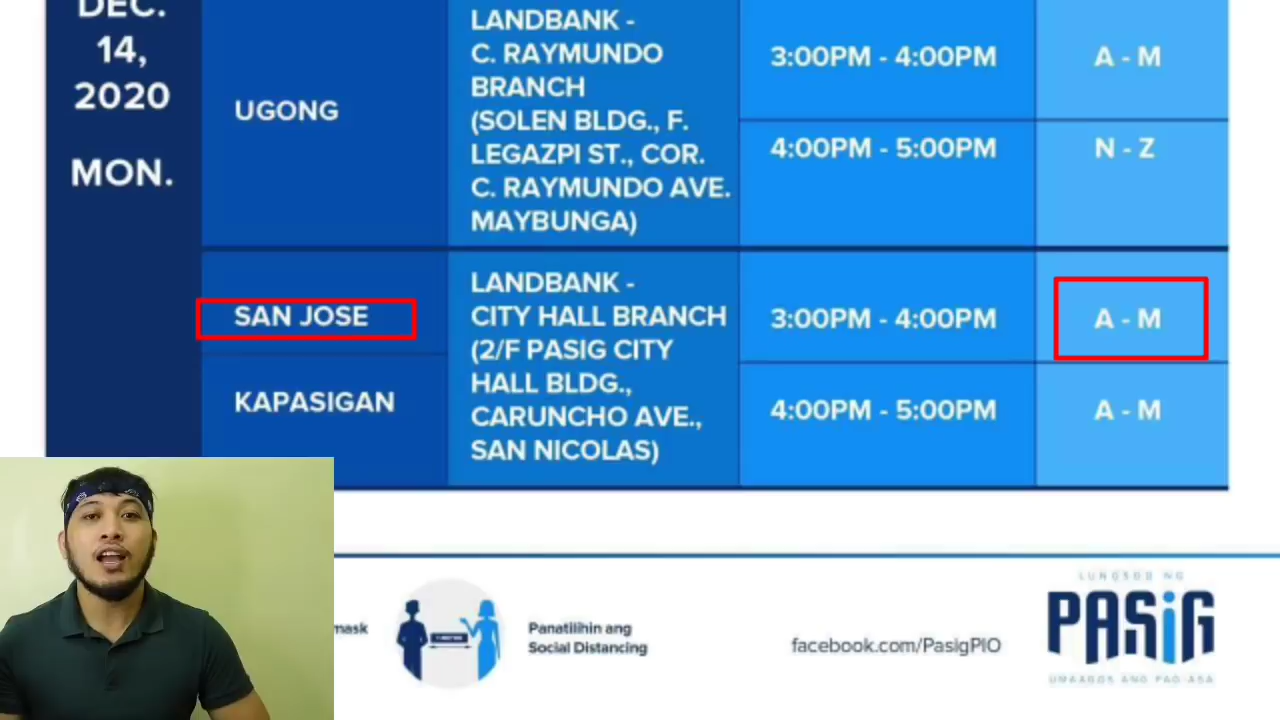 DEC.
14,
2020
MON.
UGONG
LANDBANK -
C. RAYMUNDO
BRANCH
(SOLEN BLDG., F.
LEGAZPI ST., COR.
C. RAYMUNDO AVE.
MAYBUNGA)
3:00PM - 4:00PM
A - M
4:00PM - 5:00PM
N - Z
SAN JOSE
KAPASIGAN
LANDBANK -
CITY HALL BRANCH
(2/F PASIG CITY
HALL BLDG.,
CARUNCHO AVE.,
SAN NICOLAS)
3:00PM - 4:00PM
A - M
4:00PM - 5:00PM
A - M
mask
Panatilihin ang
Social Distancing
facebook.com/PasigPIO
LUNGSOD NG
PASiG
UMAAGOS ANG PAG-ASA